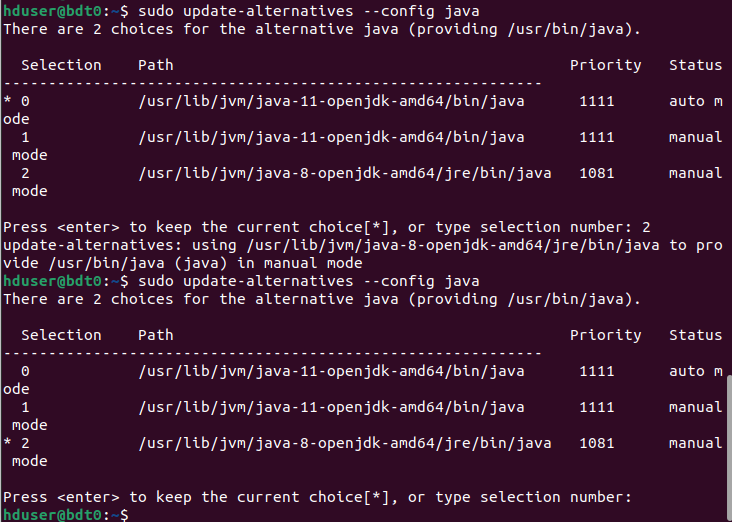 hduser@bdt0:~$ sudo update-alternatives --config java
There are 2 choices for the alternative java (providing /usr/bin/java).
  Selection    Path                                            Priority   Status
------------------------------------------------------------
* 0            /usr/lib/jvm/java-11-openjdk-amd64/bin/java      1111      auto m
ode
  1            /usr/lib/jvm/java-11-openjdk-amd64/bin/java      1111      manual
 mode
  2            /usr/lib/jvm/java-8-openjdk-amd64/jre/bin/java   1081      manual
 mode
Press <enter> to keep the current choice[*], or type selection number: 2
update-alternatives: using /usr/lib/jvm/java-8-openjdk-amd64/jre/bin/java to pro
vide /usr/bin/java (java) in manual mode
hduser@bdt0:~$ sudo update-alternatives --config java
There are 2 choices for the alternative java (providing /usr/bin/java).
  Selection    Path                                            Priority   Status
------------------------------------------------------------
  0            /usr/lib/jvm/java-11-openjdk-amd64/bin/java      1111      auto m
ode
  1            /usr/lib/jvm/java-11-openjdk-amd64/bin/java      1111      manual
 mode
* 2            /usr/lib/jvm/java-8-openjdk-amd64/jre/bin/java   1081      manual
 mode
Press <enter> to keep the current choice[*], or type selection number:
hduser@bdt0:~$